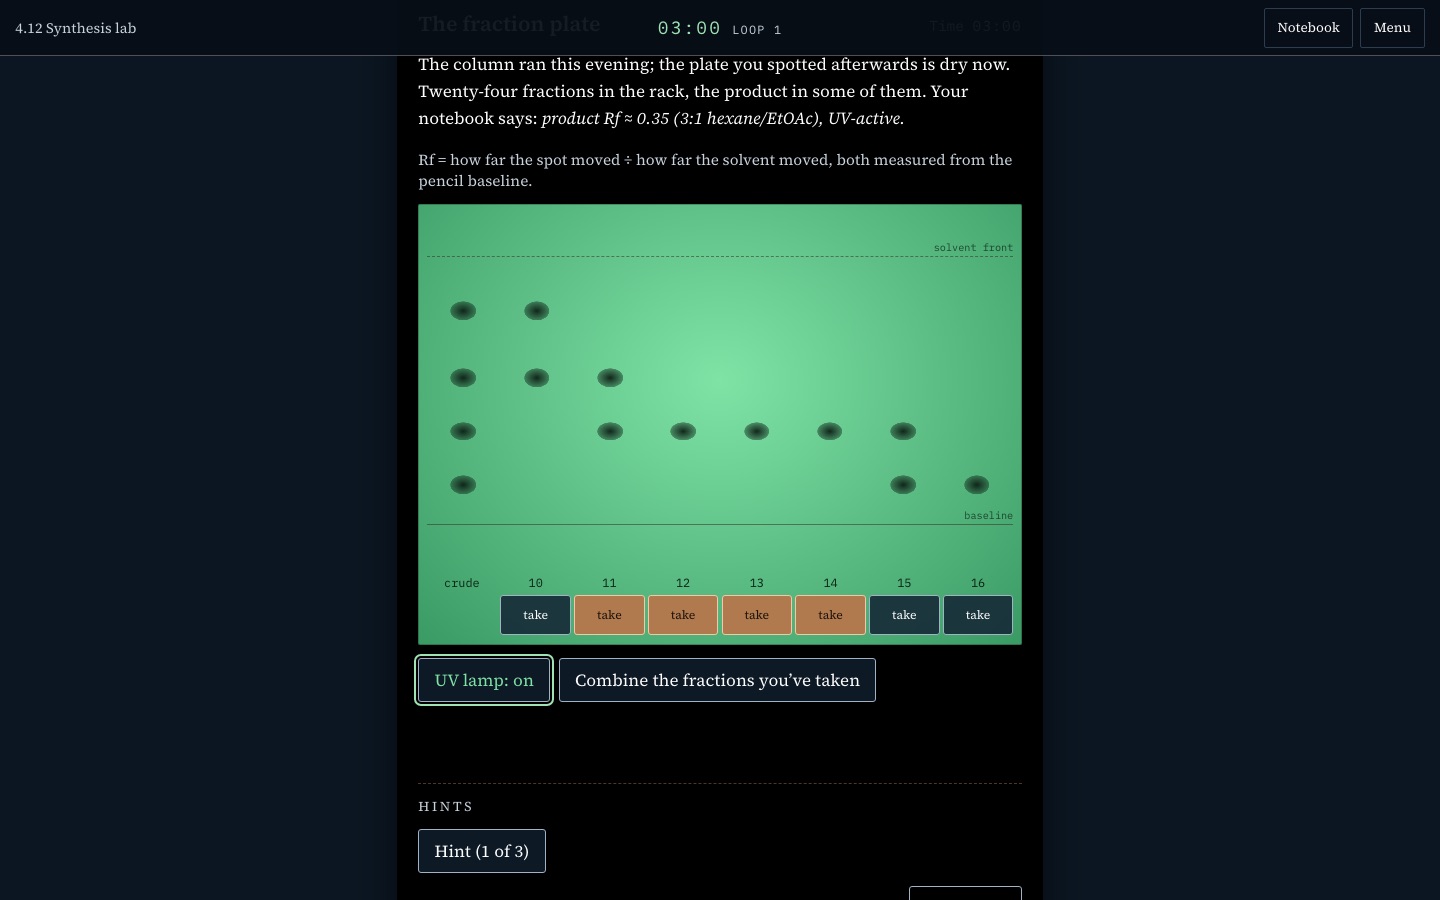 4.12 Synthesis lab
The fraction plate
03:00 LOOP 1
Time 03:00
Notebook
Menu
The column ran this evening; the plate you spotted afterwards is dry now.
Twenty-four fractions in the rack, the product in some of them. Your
notebook says: product Rf ≈ 0.35 (3:1 hexane/EtOAc), UV-active.
Rf = how far the spot moved ÷ how far the solvent moved, both measured from the
pencil baseline.
solvent front
baseline
crude 10 11 12 13 14 15 16
take take take take take take take
UV lamp: on
Combine the fractions you’ve taken
HINTS
Hint (1 of 3)